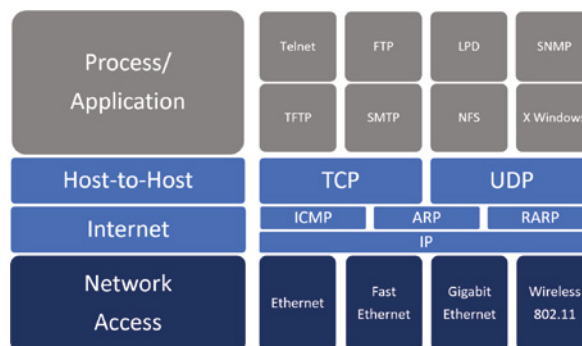 Process/
Application
Telnet
FTP
LPD
SNMP
TFTP
SMTP
NFS
X Windows
Host-to-Host
TCP
UDP
Internet
ICMP
ARP
RARP
IP
Network
Access
Ethernet
Fast
Ethernet
Gigabit
Ethernet
Wireless
802.11